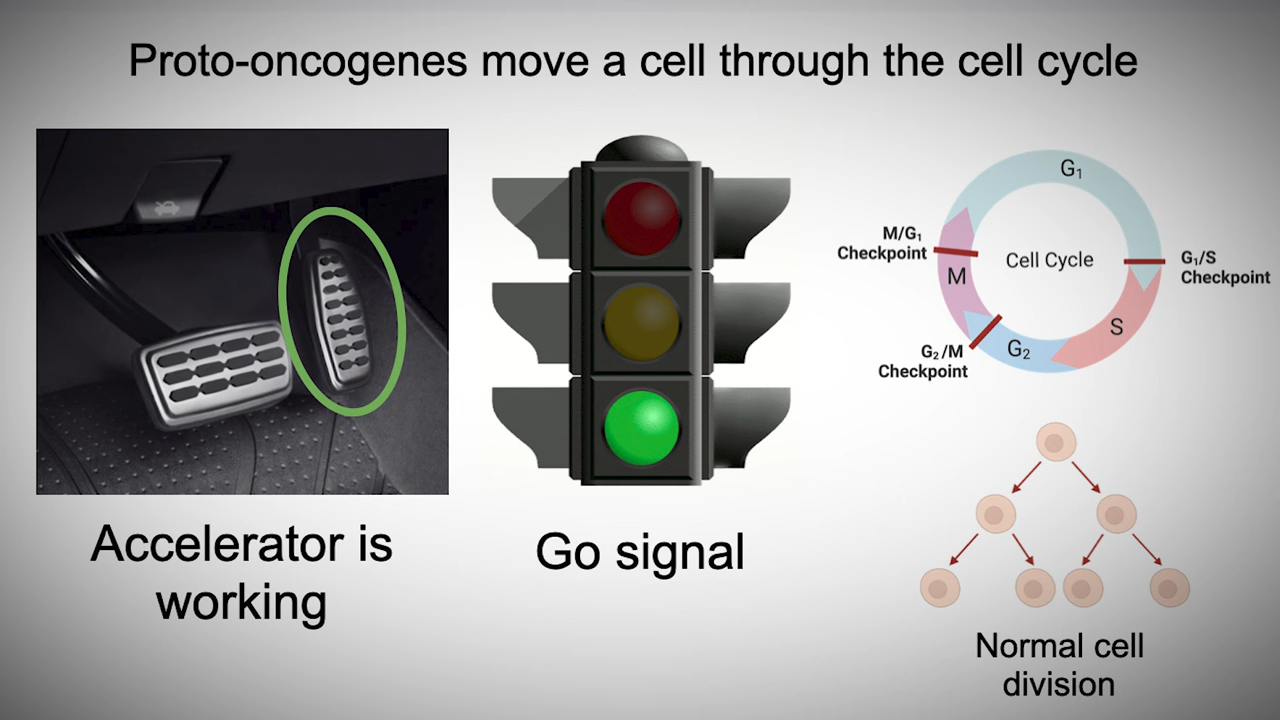 Proto-oncogenes move a cell through the cell cycle
Accelerator is
working
Go signal
G₁
M/G₁
Checkpoint
Cell Cycle
G₁/S
Checkpoint
M
S
G₂
G₂/M
Checkpoint
Normal cell
division